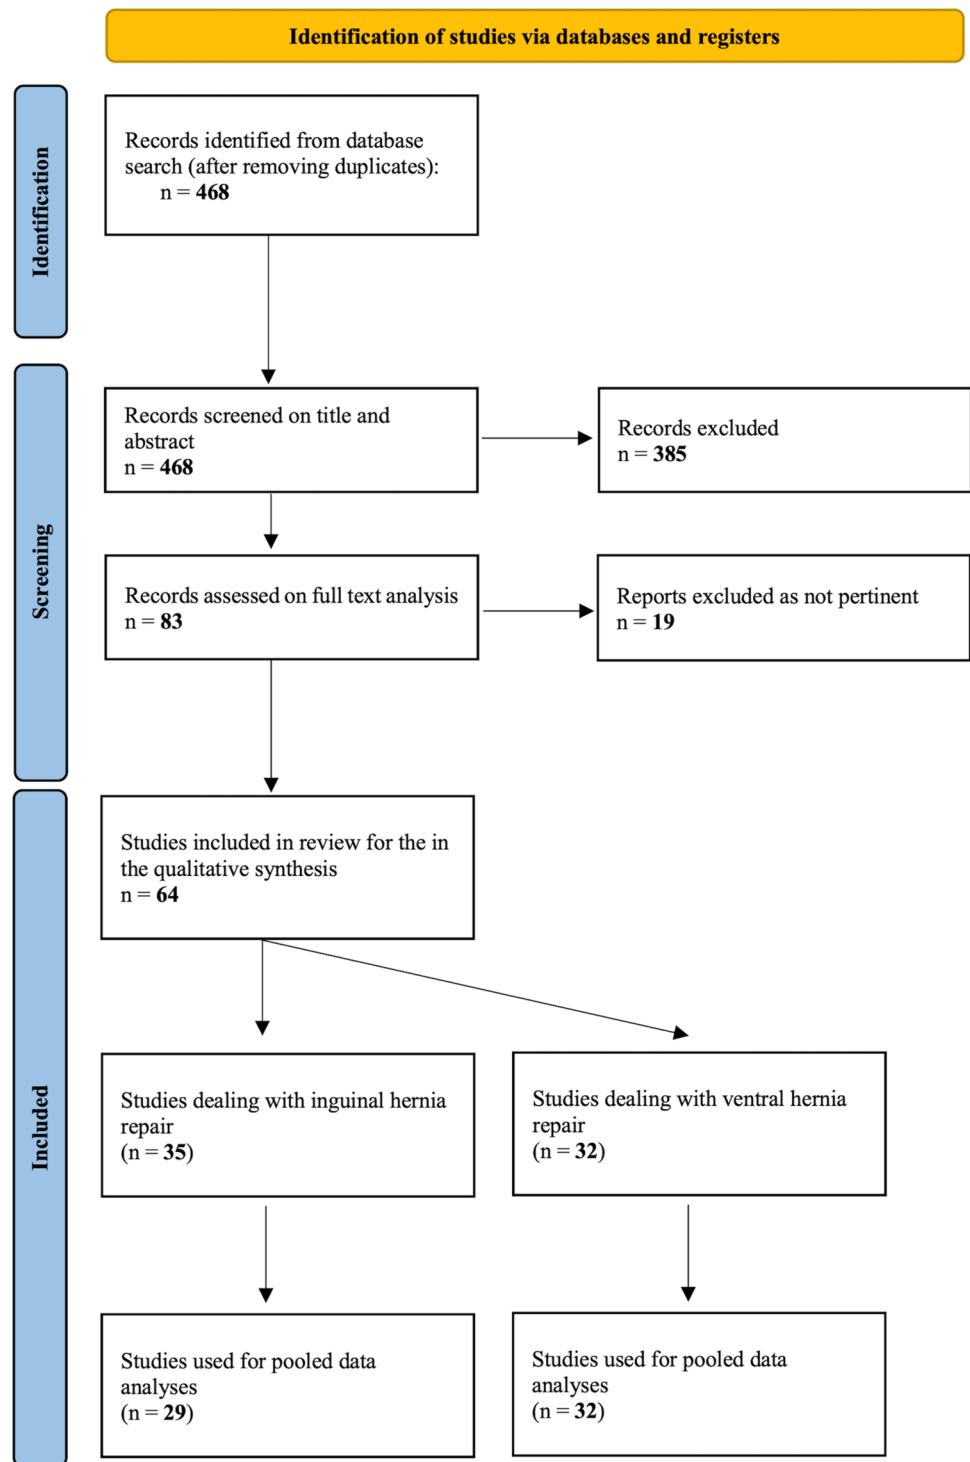 Identification of studies via databases and registers
Identification
Records identified from database
search (after removing duplicates):
n = 468
Screening
Records screened on title and
abstract
n = 468
Records excluded
n = 385
Records assessed on full text analysis
n = 83
Reports excluded as not pertinent
n = 19
Included
Studies included in review for the in
the qualitative synthesis
n = 64
Studies dealing with inguinal hernia
repair
(n = 35)
Studies dealing with ventral hernia
repair
(n = 32)
Studies used for pooled data
analyses
(n = 29)
Studies used for pooled data
analyses
(n = 32)